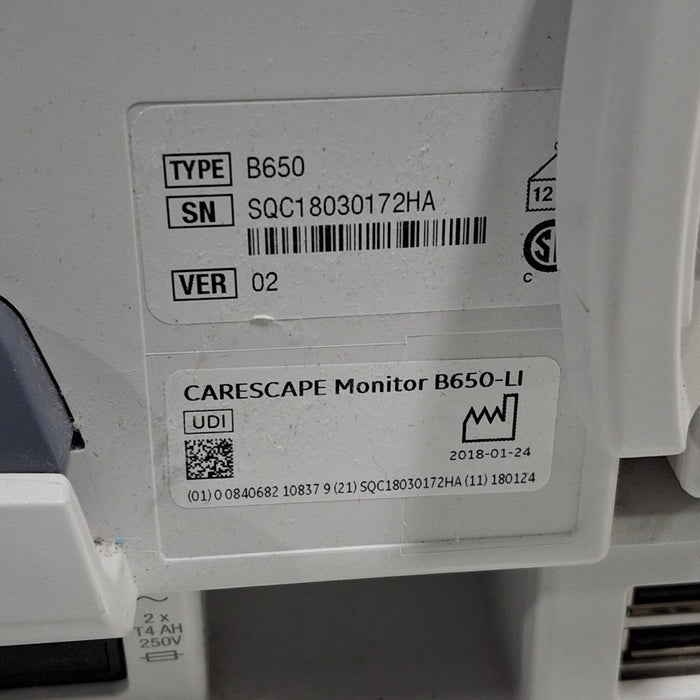 TYPE B650
SN SQC18030172HA
VER 02
12
C
CARESCAPE Monitor B650-LI
UDI
2018-01-24
(01) 0 0840682 10837 9 (21) SQC18030172HA (11) 180124
2 x
T4 AH
250V